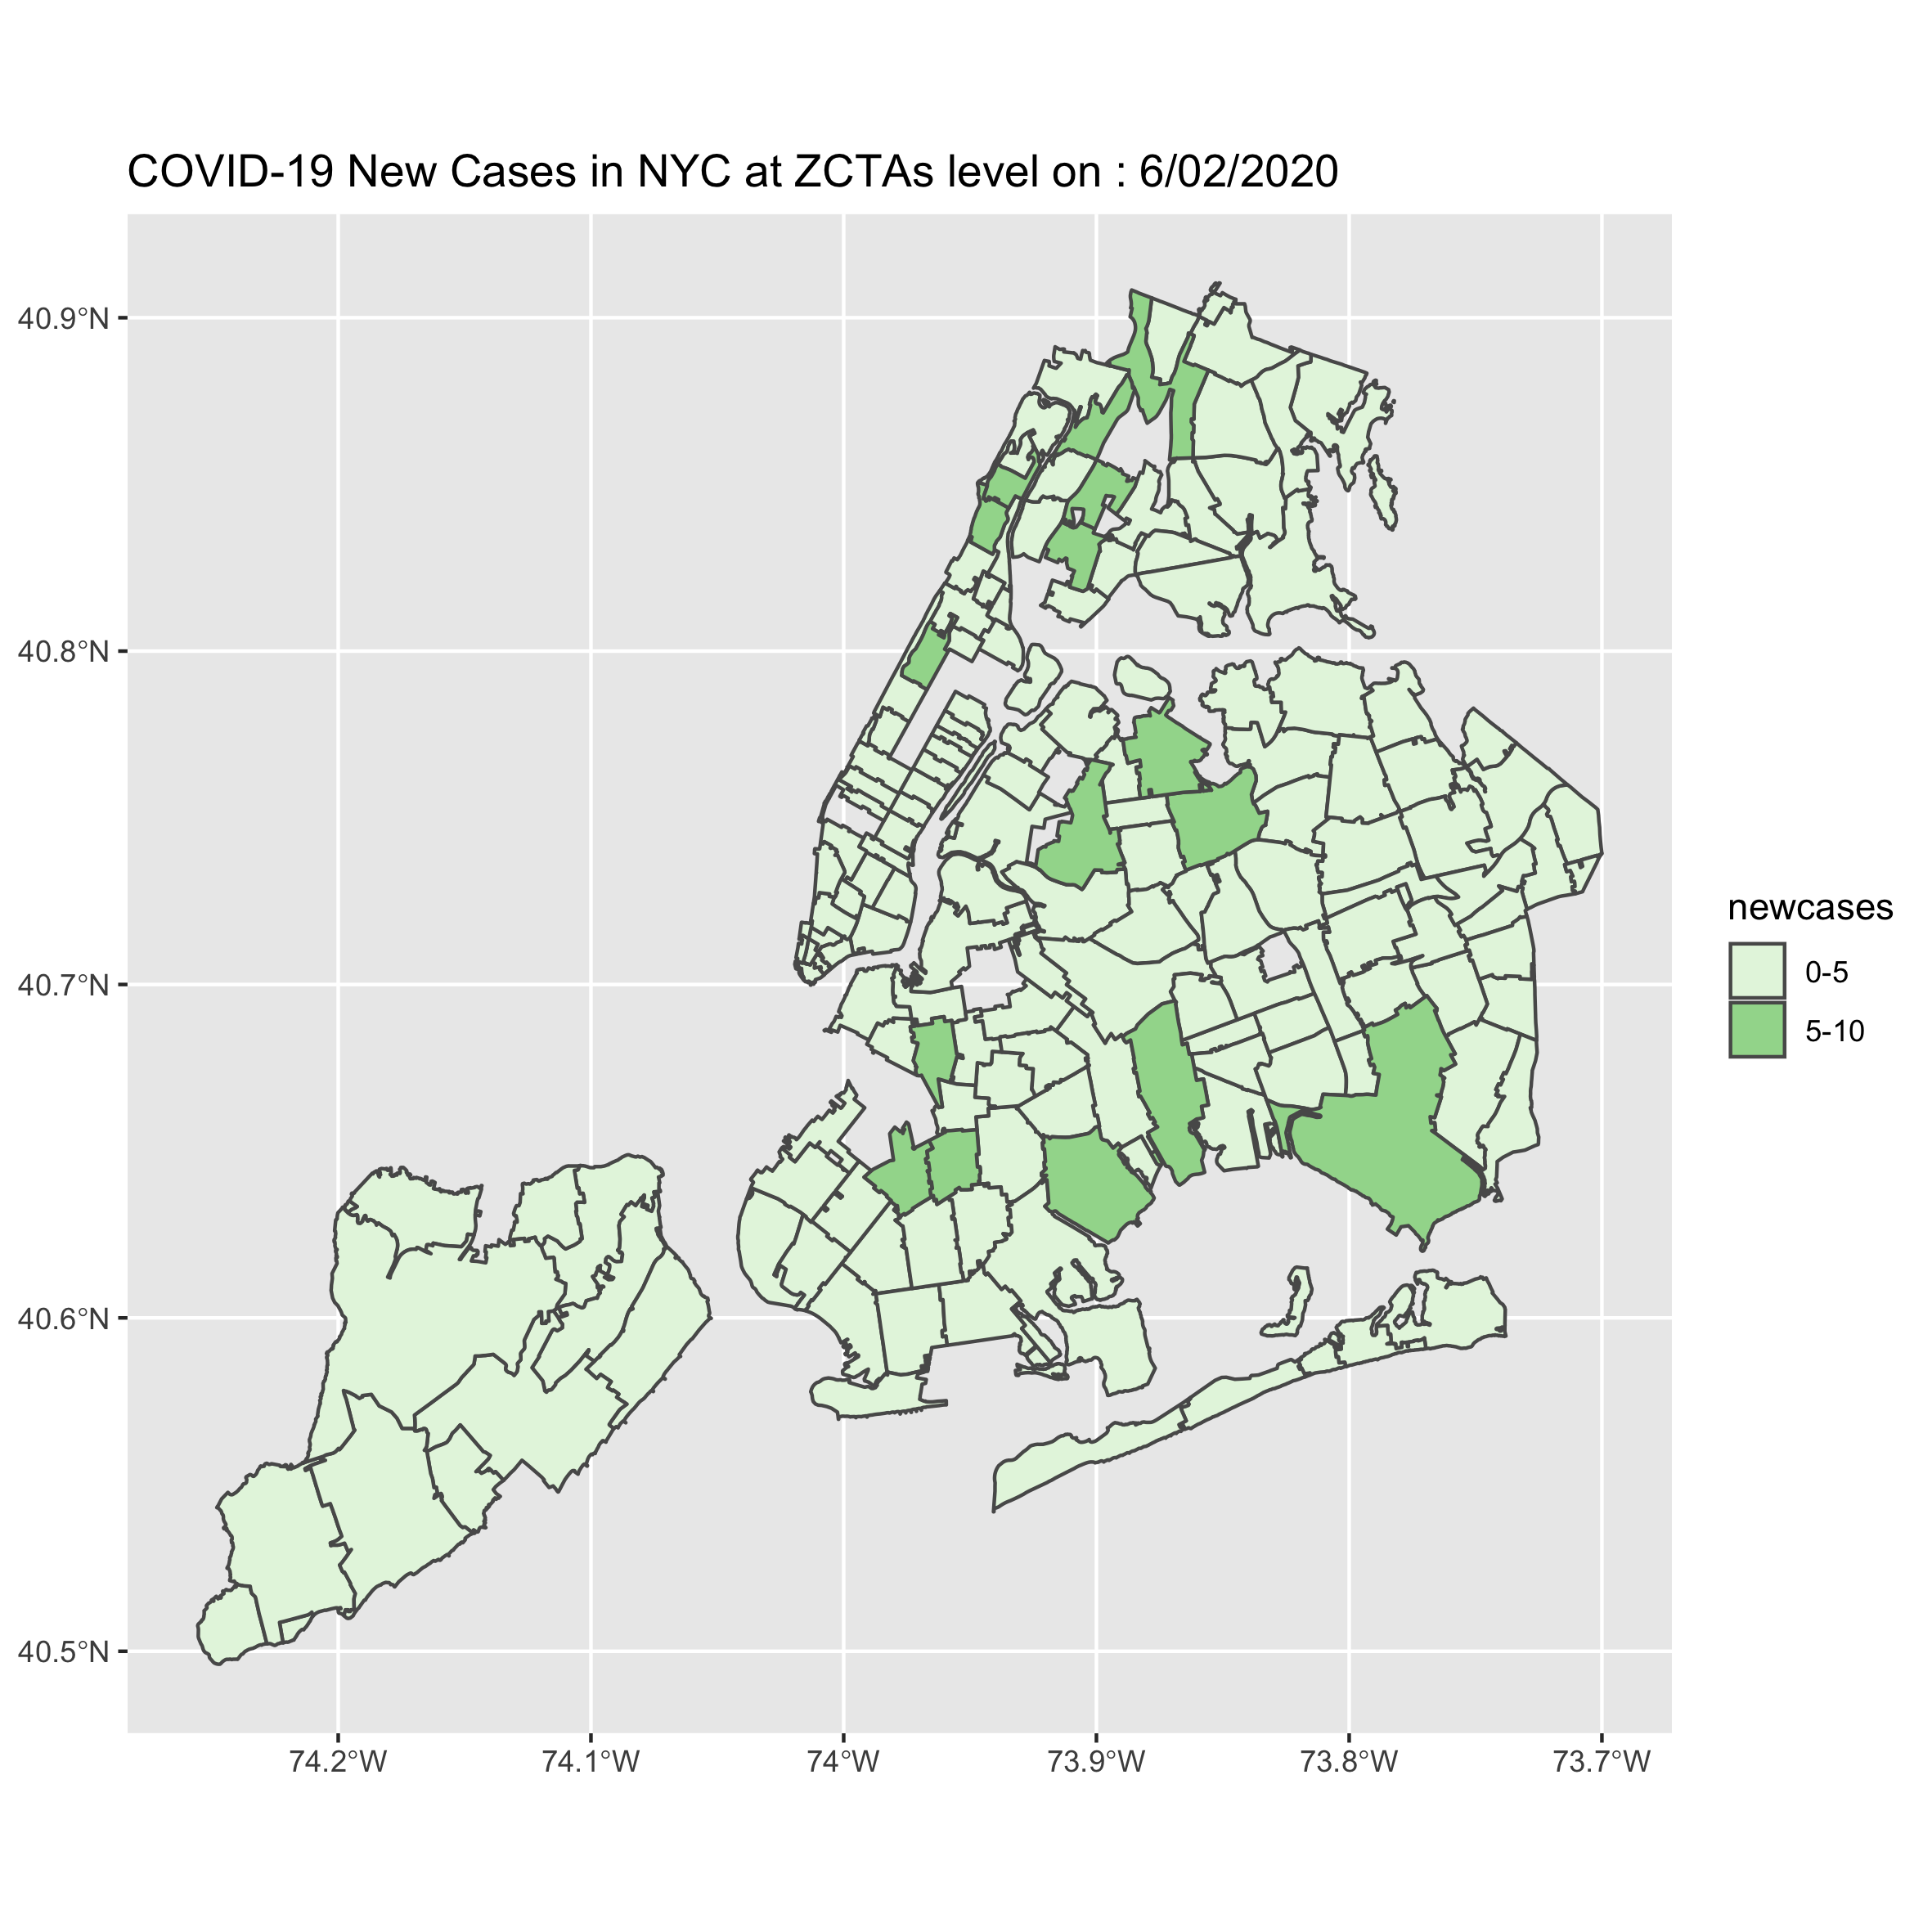 COVID-19 New Cases in NYC at ZCTAs level on : 6/02/2020
40.9°N
40.8°N
40.7°N
40.6°N
40.5°N
74.2°W
74.1°W
74°W
73.9°W
73.8°W
73.7°W
newcases
0-5
5-10